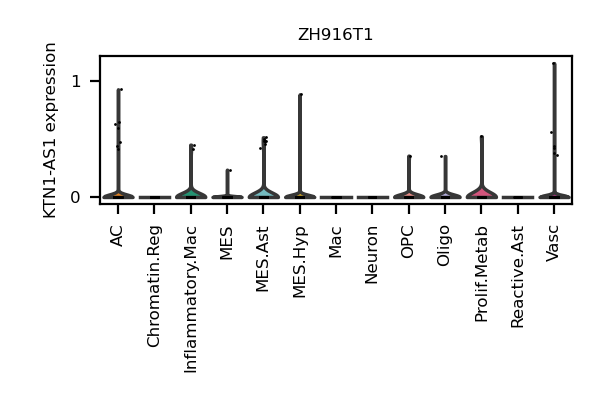 ZH916T1
KTN1-AS1 expression
1
0
AC
Chromatin.Reg
Inflammatory.Mac
MES
MES.Ast
MES.Hyp
Mac
Neuron
OPC
Oligo
Prolif.Metab
Reactive.Ast
Vasc